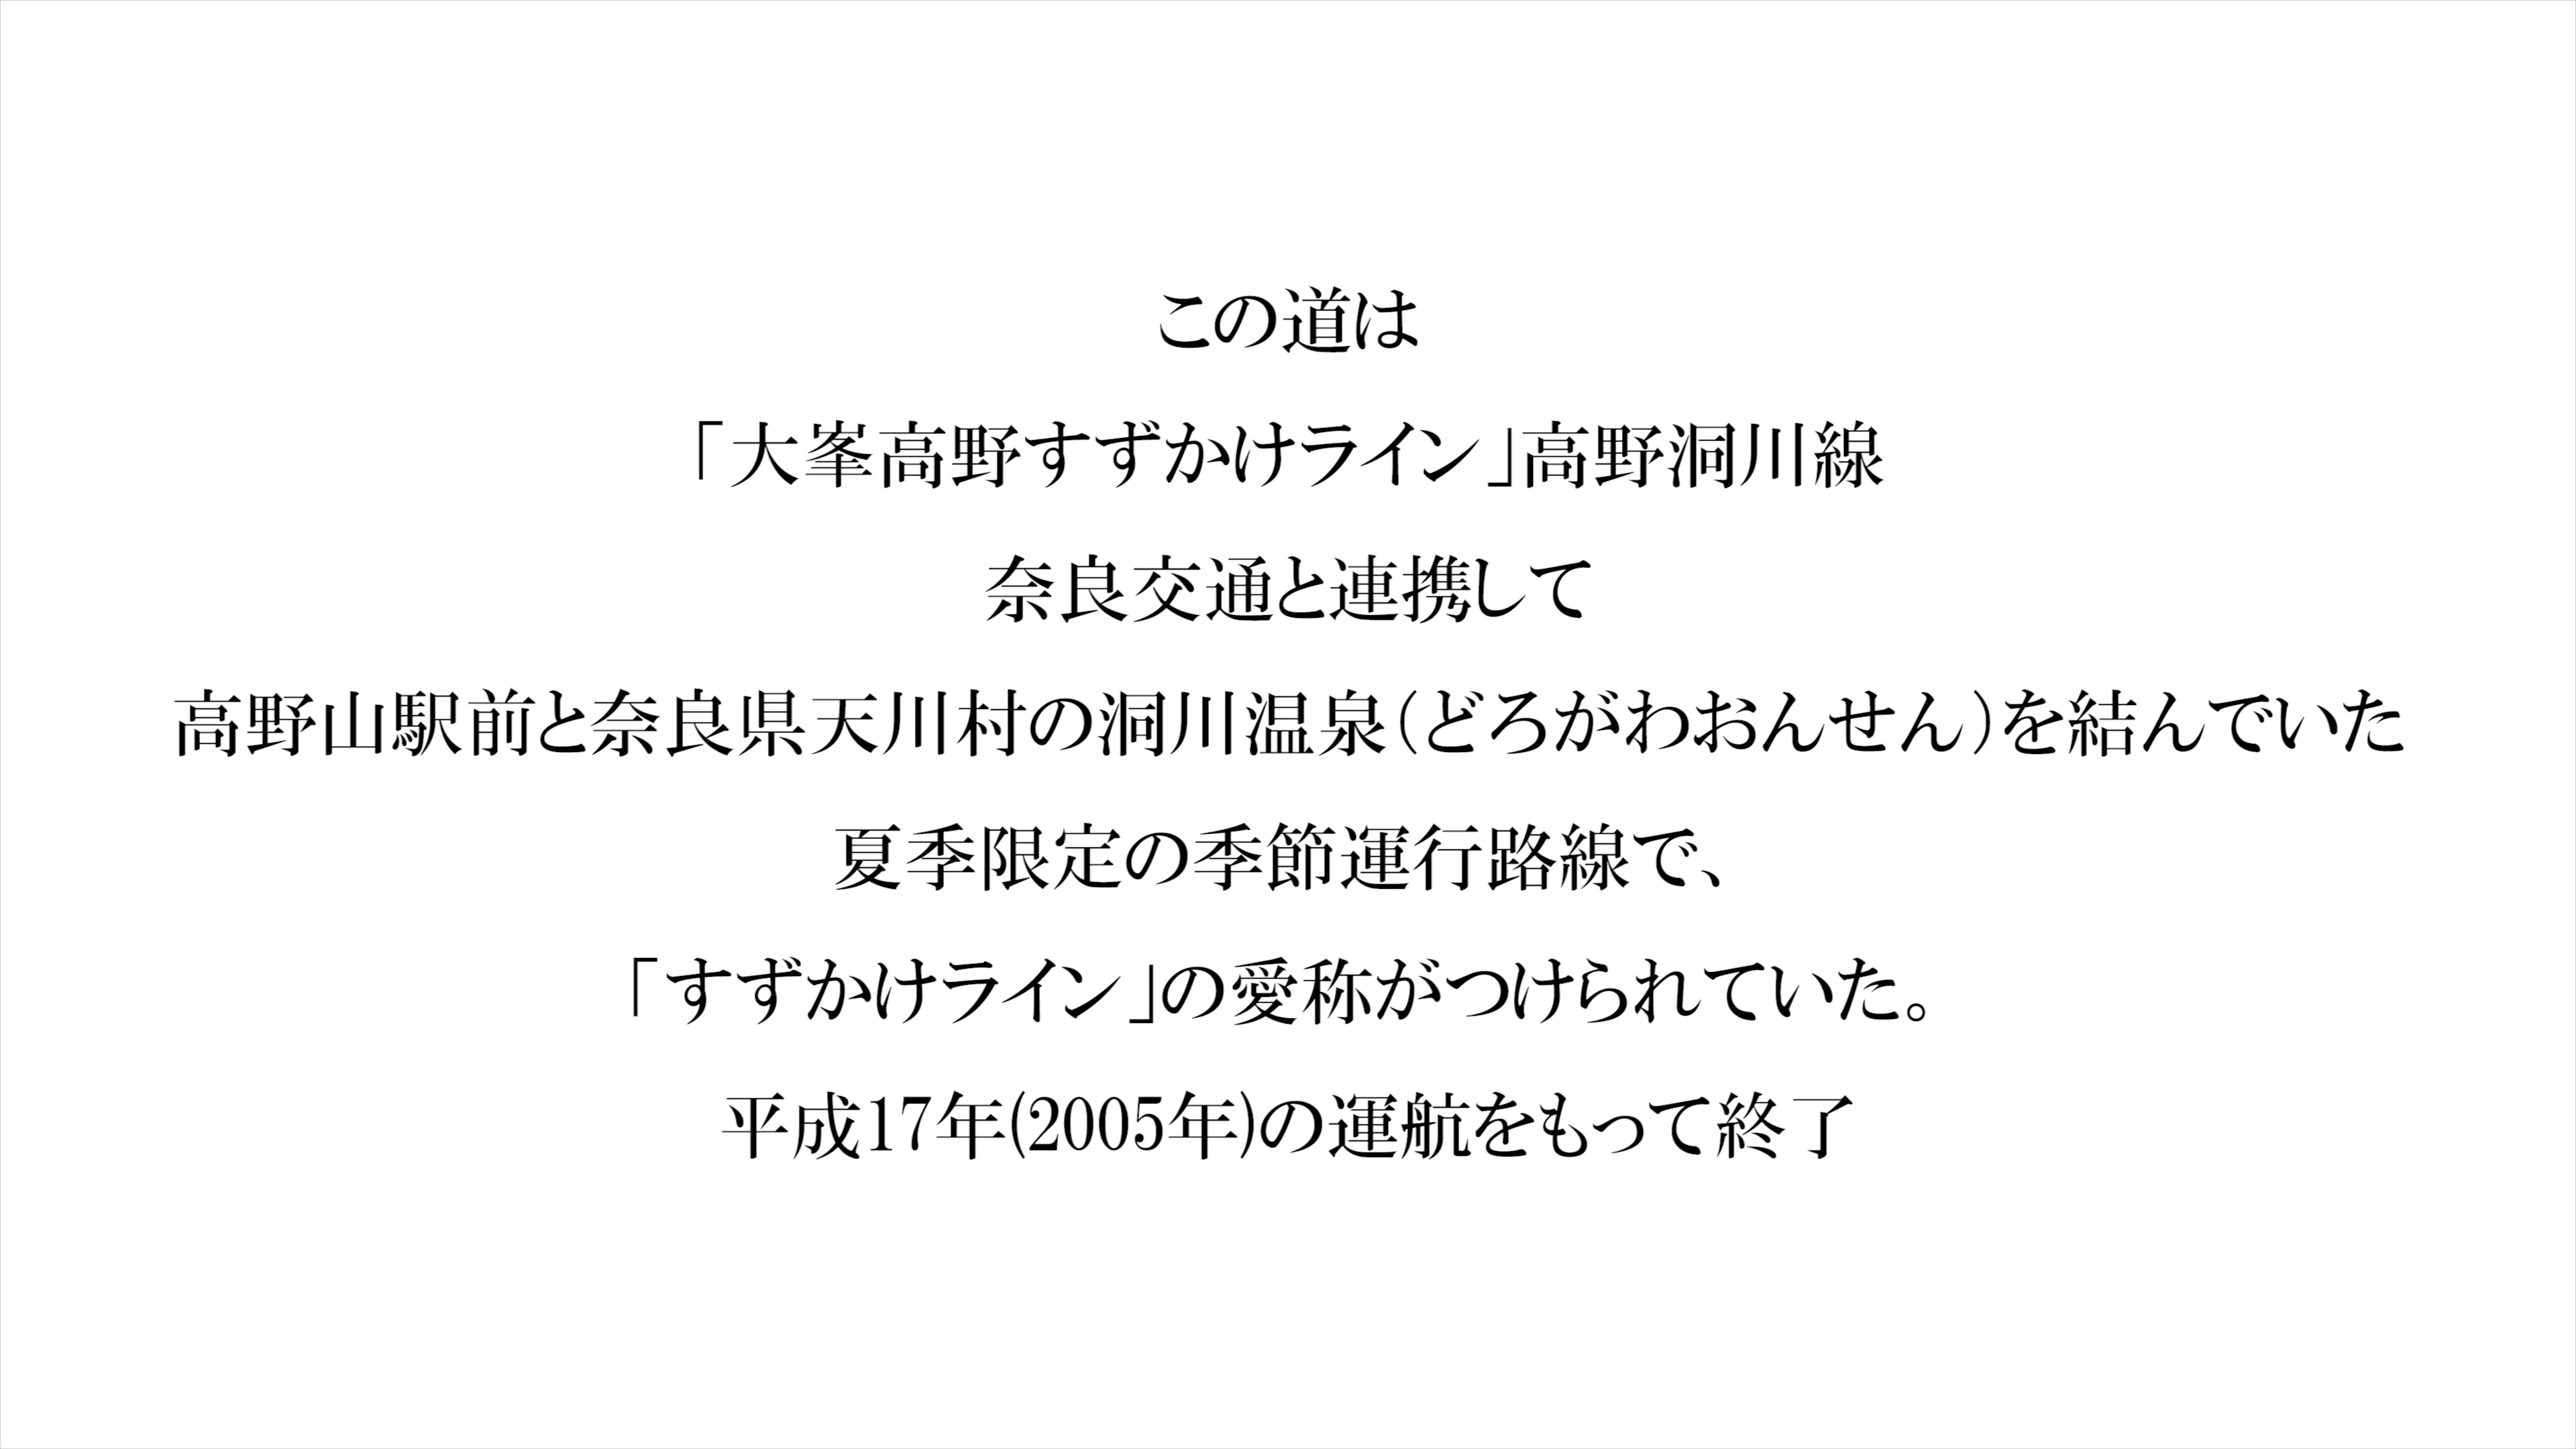 この道は
「大峯高野すずかけライン」高野洞川線
奈良交通と連携して
高野山駅前と奈良県天川村の洞川温泉（どろがわおんせん）を結んでいた
夏季限定の季節運行路線で、
「すずかけライン」の愛称がつけられていた。
平成17年(2005年)の運航をもって終了